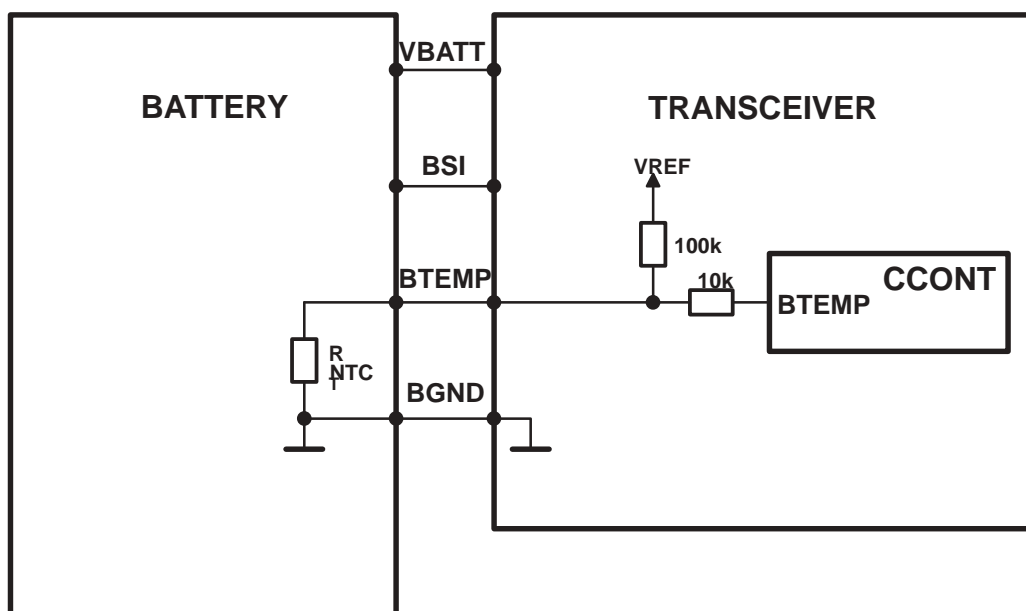 VBATT
BATTERY
TRANSCEIVER
BSI
VREF
100k
BTEMP
10k
CCONT
BTEMP
R
NTC
T
BGND